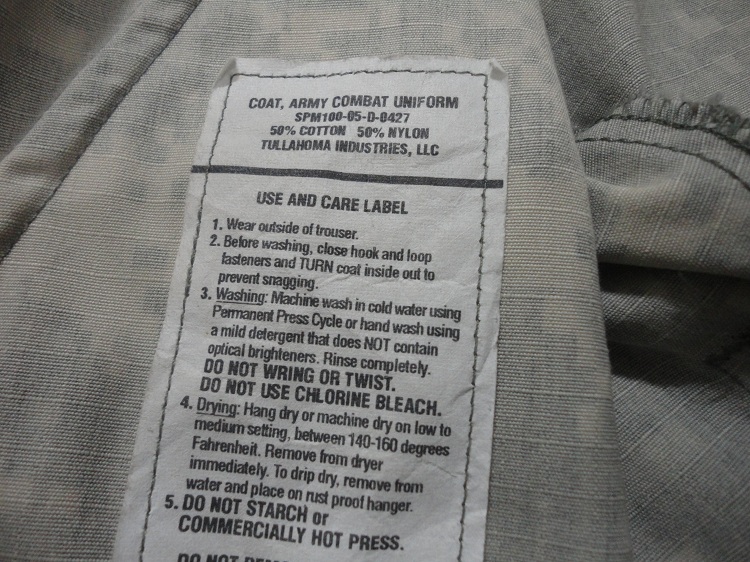 COAT, ARMY COMBAT UNIFORM
SPM100-05-D-0427
50% COTTON 50% NYLON
TULLAHOMA INDUSTRIES, LLC
USE AND CARE LABEL
1. Wear outside of trouser.
2. Before washing, close hook and loop
fasteners and TURN coat inside out to
prevent snagging.
3. Washing: Machine wash in cold water using
Permanent Press Cycle or hand wash using
a mild detergent that does NOT contain
optical brighteners. Rinse completely.
DO NOT WRING OR TWIST.
DO NOT USE CHLORINE BLEACH.
4. Drying: Hang dry or machine dry on low to
medium setting, between 140-160 degrees
Fahrenheit. Remove from dryer
immediately. To drip dry, remove from
water and place on rust proof hanger.
5. DO NOT STARCH or
COMMERCIALLY HOT PRESS.
DO NOT